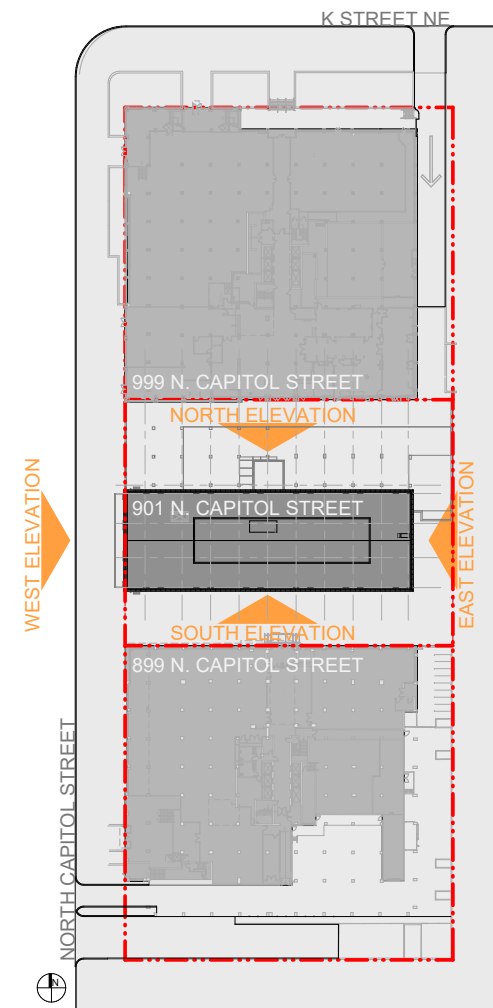 K STREET NE
999 N. CAPITOL STREET
NORTH ELEVATION
901 N. CAPITOL STREET
WEST ELEVATION
EAST ELEVATION
SOUTH ELEVATION
899 N. CAPITOL STREET
NORTH CAPITOL STREET
N